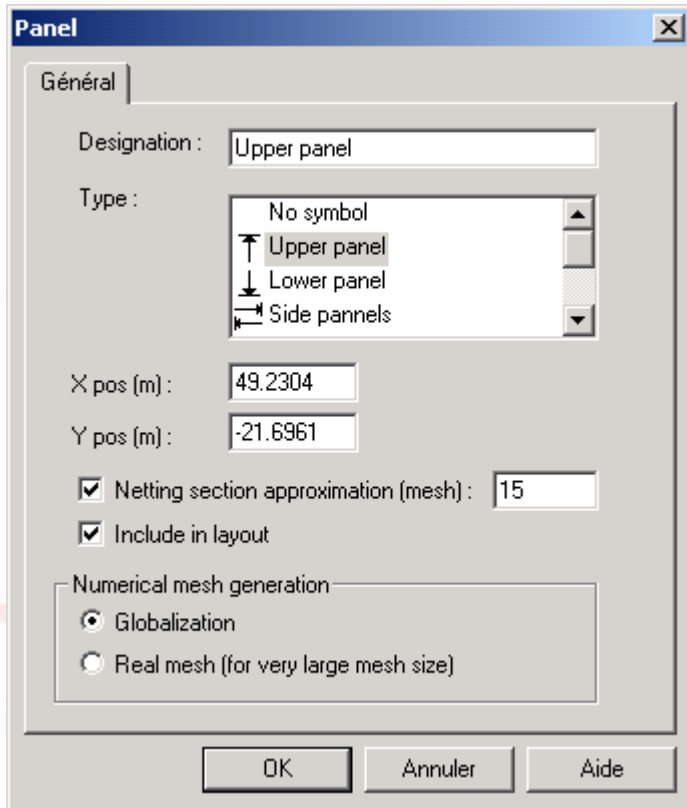 Panel
Général
Designation : Upper panel
Type :
No symbol
Upper panel
Lower panel
Side pannels
X pos (m) : 49.2304
Y pos (m) : -21.6961
Netting section approximation (mesh) : 15
Include in layout
Numerical mesh generation
Globalization
Real mesh (for very large mesh size)
OK Annuler Aide